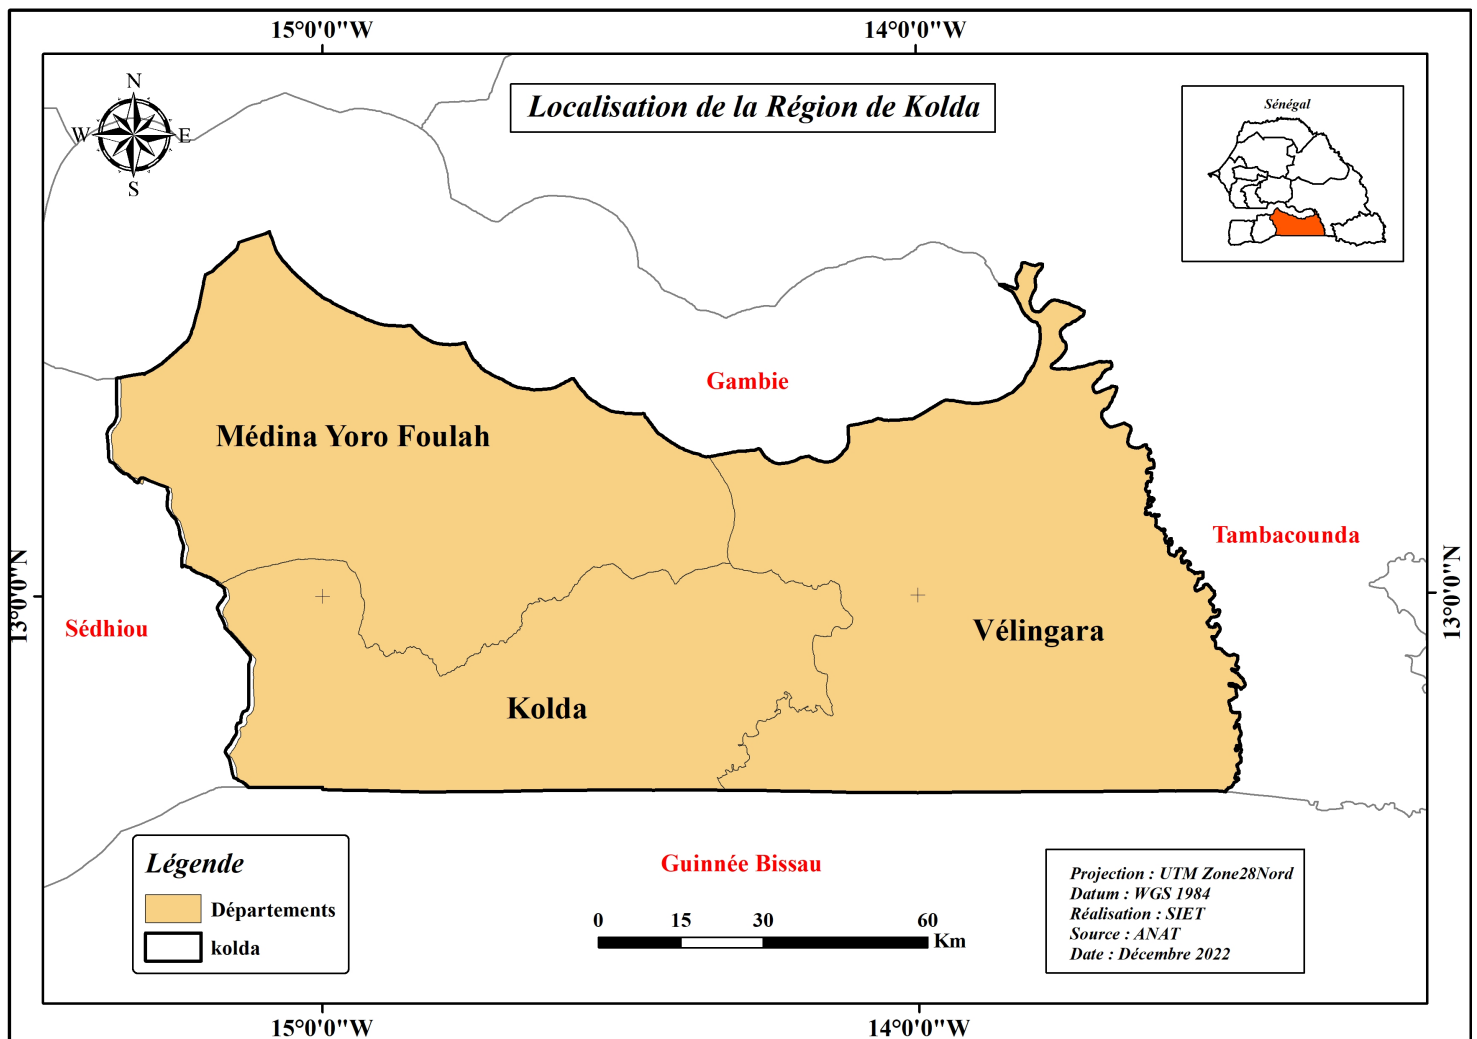 15°0'0"W
14°0'0"W
N
W
E
S
Localisation de la Région de Kolda
Sénégal
Gambie
Médina Yoro Foulah
Tambacounda
13°0'0"N
13°0'0"N
Sédhiou
Vélingara
Kolda
Guinnée Bissau
Légende
Départements
kolda
0 15 30 60
Km
Projection : UTM Zone28Nord
Datum : WGS 1984
Réalisation : SIET
Source : ANAT
Date : Décembre 2022
15°0'0"W
14°0'0"W